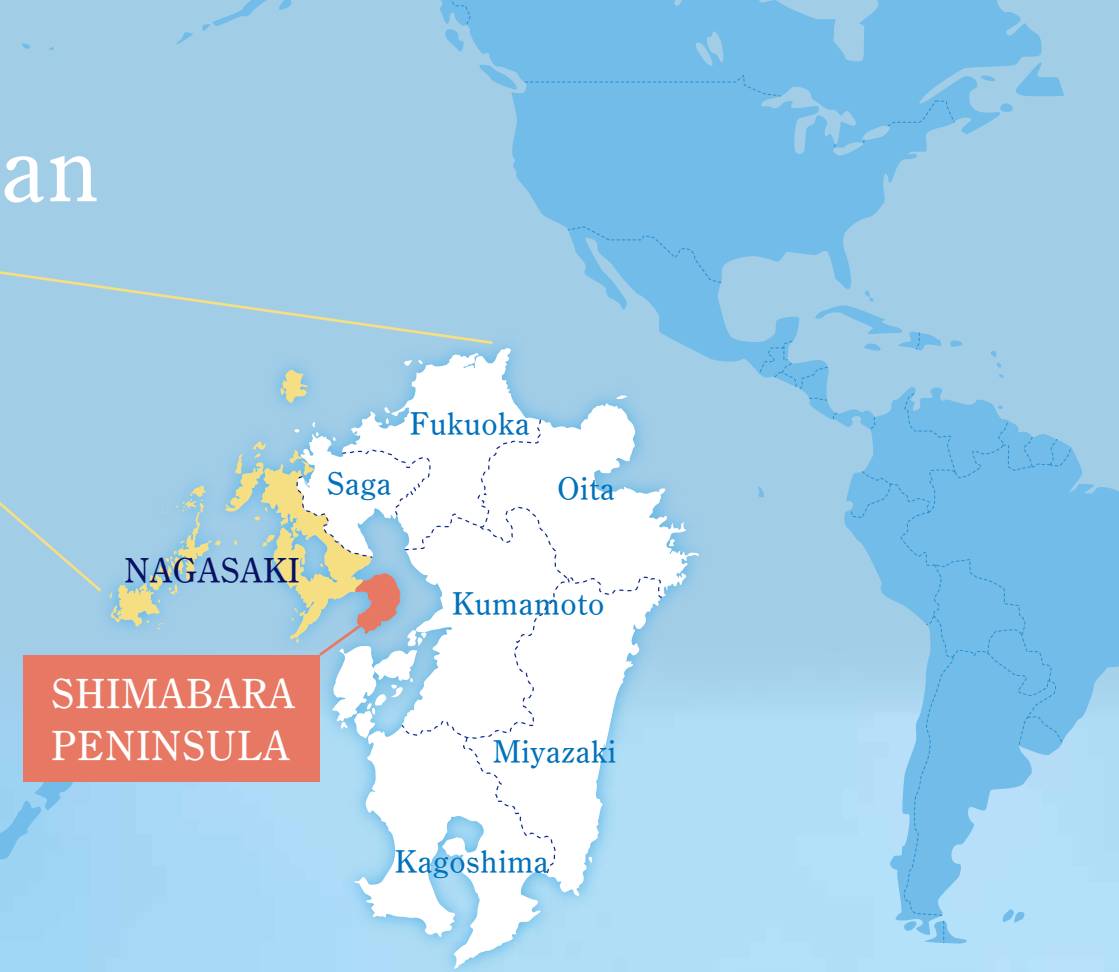 an
Fukuoka
Saga
Oita
NAGASAKI
Kumamoto
SHIMABARA
PENINSULA
Miyazaki
Kagoshima